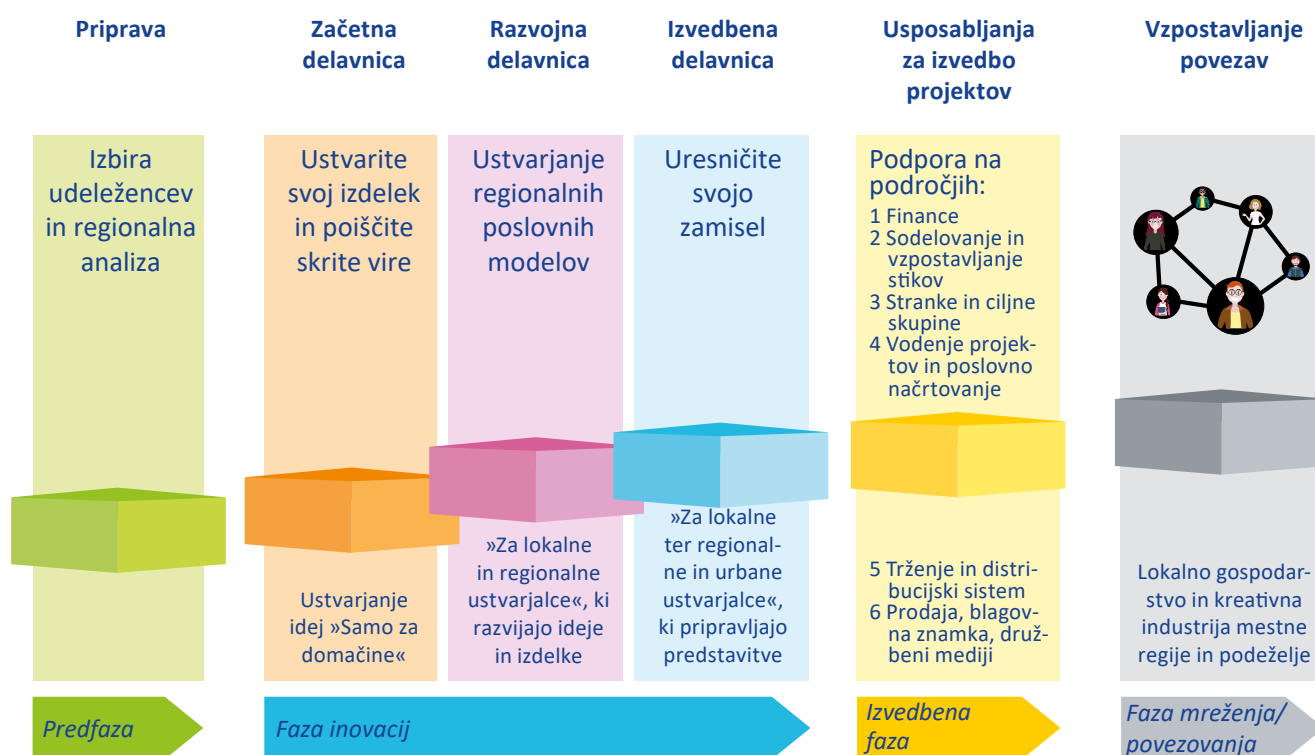 Priprava
Začetna
delavnica
Razvojna
delavnica
Izvedbena
delavnica
Usposabljanja
za izvedbo
projektov
Vzpostavljanje
povezav
Izbira
udeležencev
in regionalna
analiza
Ustvarite
svoj izdelek
in poiščite
skrite vire
Ustvarjanje
idej »Samo za
domačine«
Ustvarjanje
regionalnih
poslovnih
modelov
»Za lokalne
in regionalne
ustvarjalce«, ki
razvijajo ideje
in izdelke
Uresničite
svojo
zamisel
»Za lokalne
ter regional-
ne in urbane
ustvarjalce«,
ki pripravljajo
predstavitve
Podpora na
področjih:
1 Finance
2 Sodelovanje in
vzpostavljanje
stikov
3 Stranke in ciljne
skupine
4 Vodenje projek-
tov in poslovno
načrtovanje
5 Trženje in distri-
bucijski sistem
6 Prodaja, blagov-
na znamka, druž-
beni mediji
Lokalno gospodar-
stvo in kreativna
industrija mestne
regije in podeželje
Predfaza
Faza inovacij
Izvedbena
faza
Faza mreženja/
povezovanja